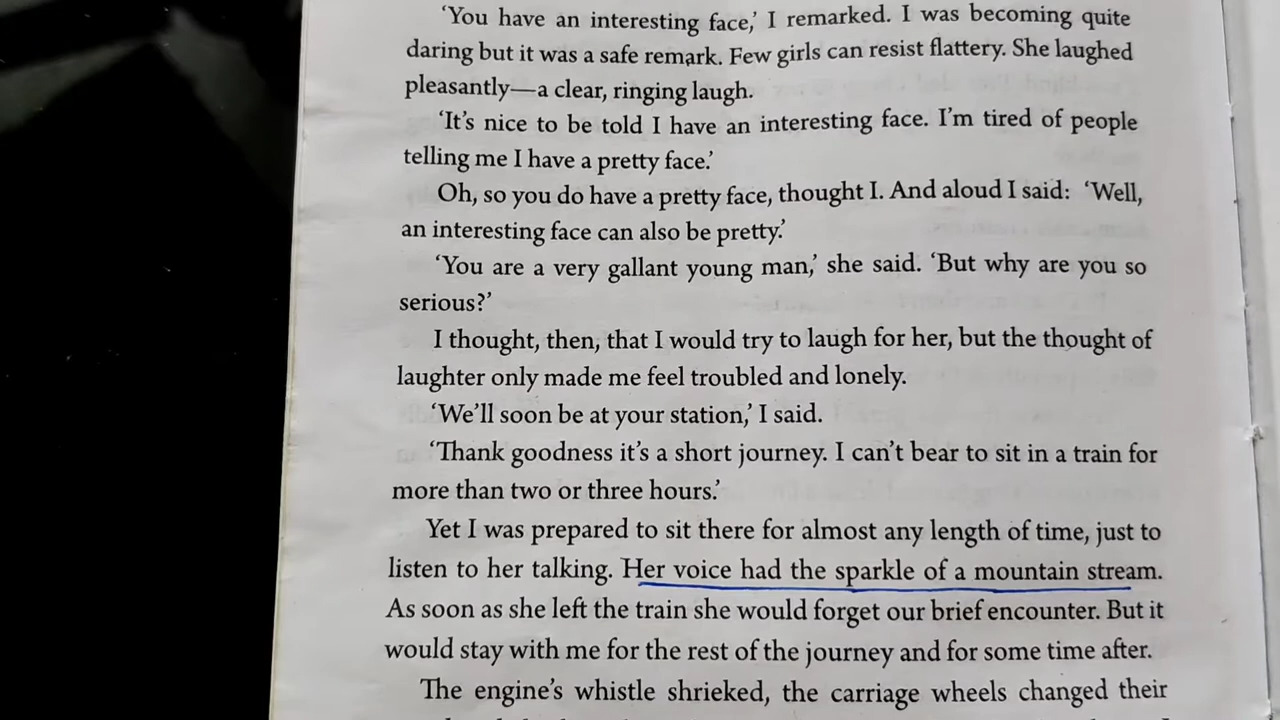 ‘You have an interesting face,’ I remarked. I was becoming quite
daring but it was a safe remark. Few girls can resist flattery. She laughed
pleasantly—a clear, ringing laugh.
‘It’s nice to be told I have an interesting face. I’m tired of people
telling me I have a pretty face.’
Oh, so you do have a pretty face, thought I. And aloud I said: ‘Well,
an interesting face can also be pretty.’
‘You are a very gallant young man,’ she said. ‘But why are you so
serious?’
I thought, then, that I would try to laugh for her, but the thought of
laughter only made me feel troubled and lonely.
‘We’ll soon be at your station,’ I said.
‘Thank goodness it’s a short journey. I can’t bear to sit in a train for
more than two or three hours.’
Yet I was prepared to sit there for almost any length of time, just to
listen to her talking. Her voice had the sparkle of a mountain stream.
As soon as she left the train she would forget our brief encounter. But it
would stay with me for the rest of the journey and for some time after.
The engine’s whistle shrieked, the carriage wheels changed their